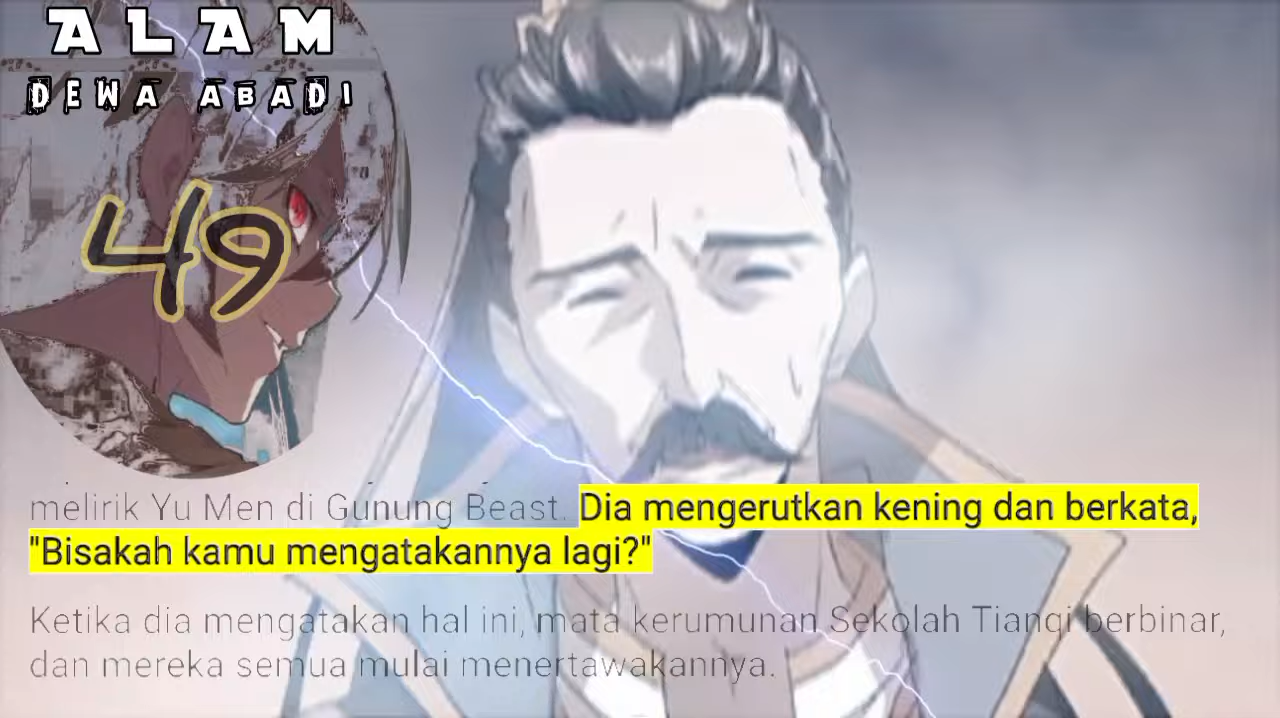 ALAM
DEWA ABADI
49
melirik Yu Men di Gunung Beast. Dia mengerutkan kening dan berkata,
"Bisakah kamu mengatakannya lagi?"
Ketika dia mengatakan hal ini, mata kerumunan Sekolah Tianqi berbinar,
dan mereka semua mulai menertawakannya.